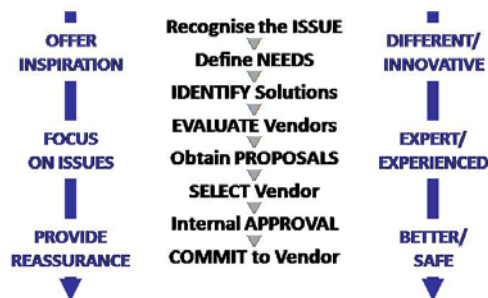 OFFER
INSPIRATION
FOCUS
ON ISSUES
PROVIDE
REASSURANCE
Recognise the ISSUE
Define NEEDS
IDENTIFY Solutions
EVALUATE Vendors
Obtain PROPOSALS
SELECT Vendor
Internal APPROVAL
COMMIT to Vendor
DIFFERENT/
INNOVATIVE
EXPERT/
EXPERIENCED
BETTER/
SAFE